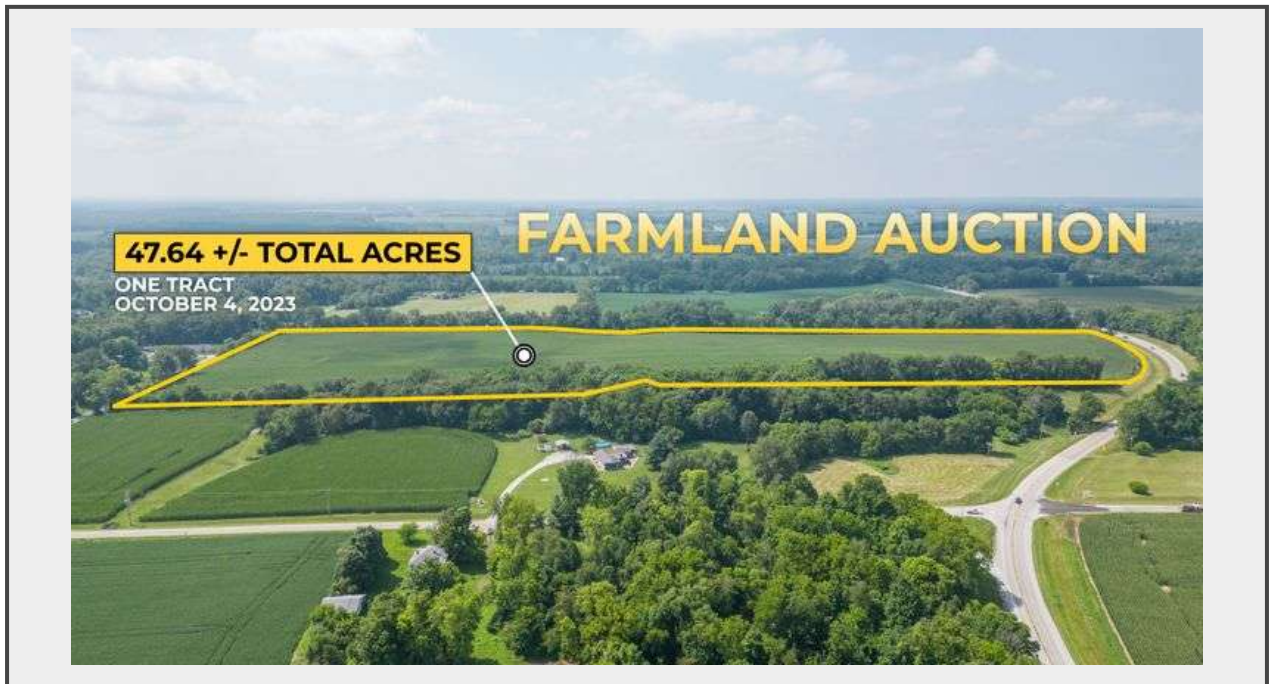 FARMLAND AUCTION
47.64 +/- TOTAL ACRES
ONE TRACT
OCTOBER 4, 2023